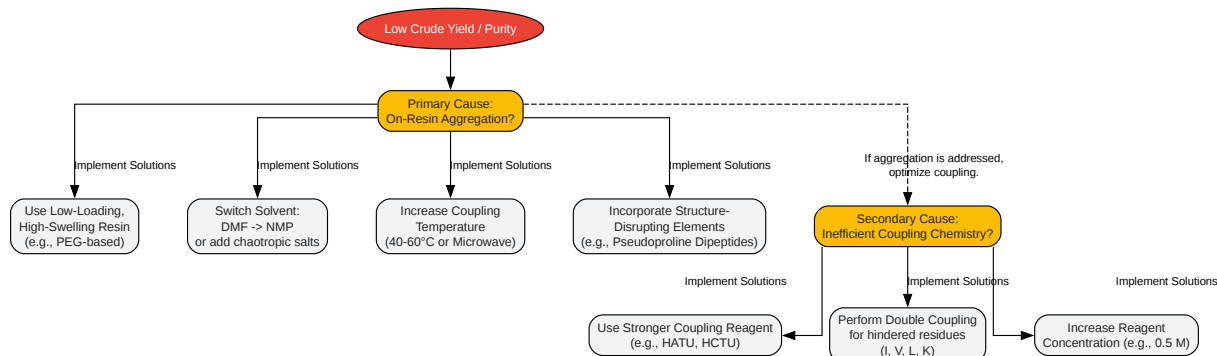 Low Crude Yield / Purity
Primary Cause:
On-Resin Aggregation?
Implement Solutions
Implement Solutions
Implement Solutions
Implement Solutions
If aggregation is addressed,
optimize coupling.
Use Low-Loading,
High-Swelling Resin
(e.g., PEG-based)
Switch Solvent:
DMF -> NMP
or add chaotropic salts
Increase Coupling
Temperature
(40-60°C or Microwave)
Incorporate Structure-
Disrupting Elements
(e.g., Pseudoproline Dipeptides)
Secondary Cause:
Inefficient Coupling Chemistry?
Implement Solutions
Implement Solutions
Implement Solutions
Use Stronger Coupling Reagent
(e.g., HATU, HCTU)
Perform Double Coupling
for hindered residues
(I, V, L, K)
Increase Reagent
Concentration (e.g., 0.5 M)